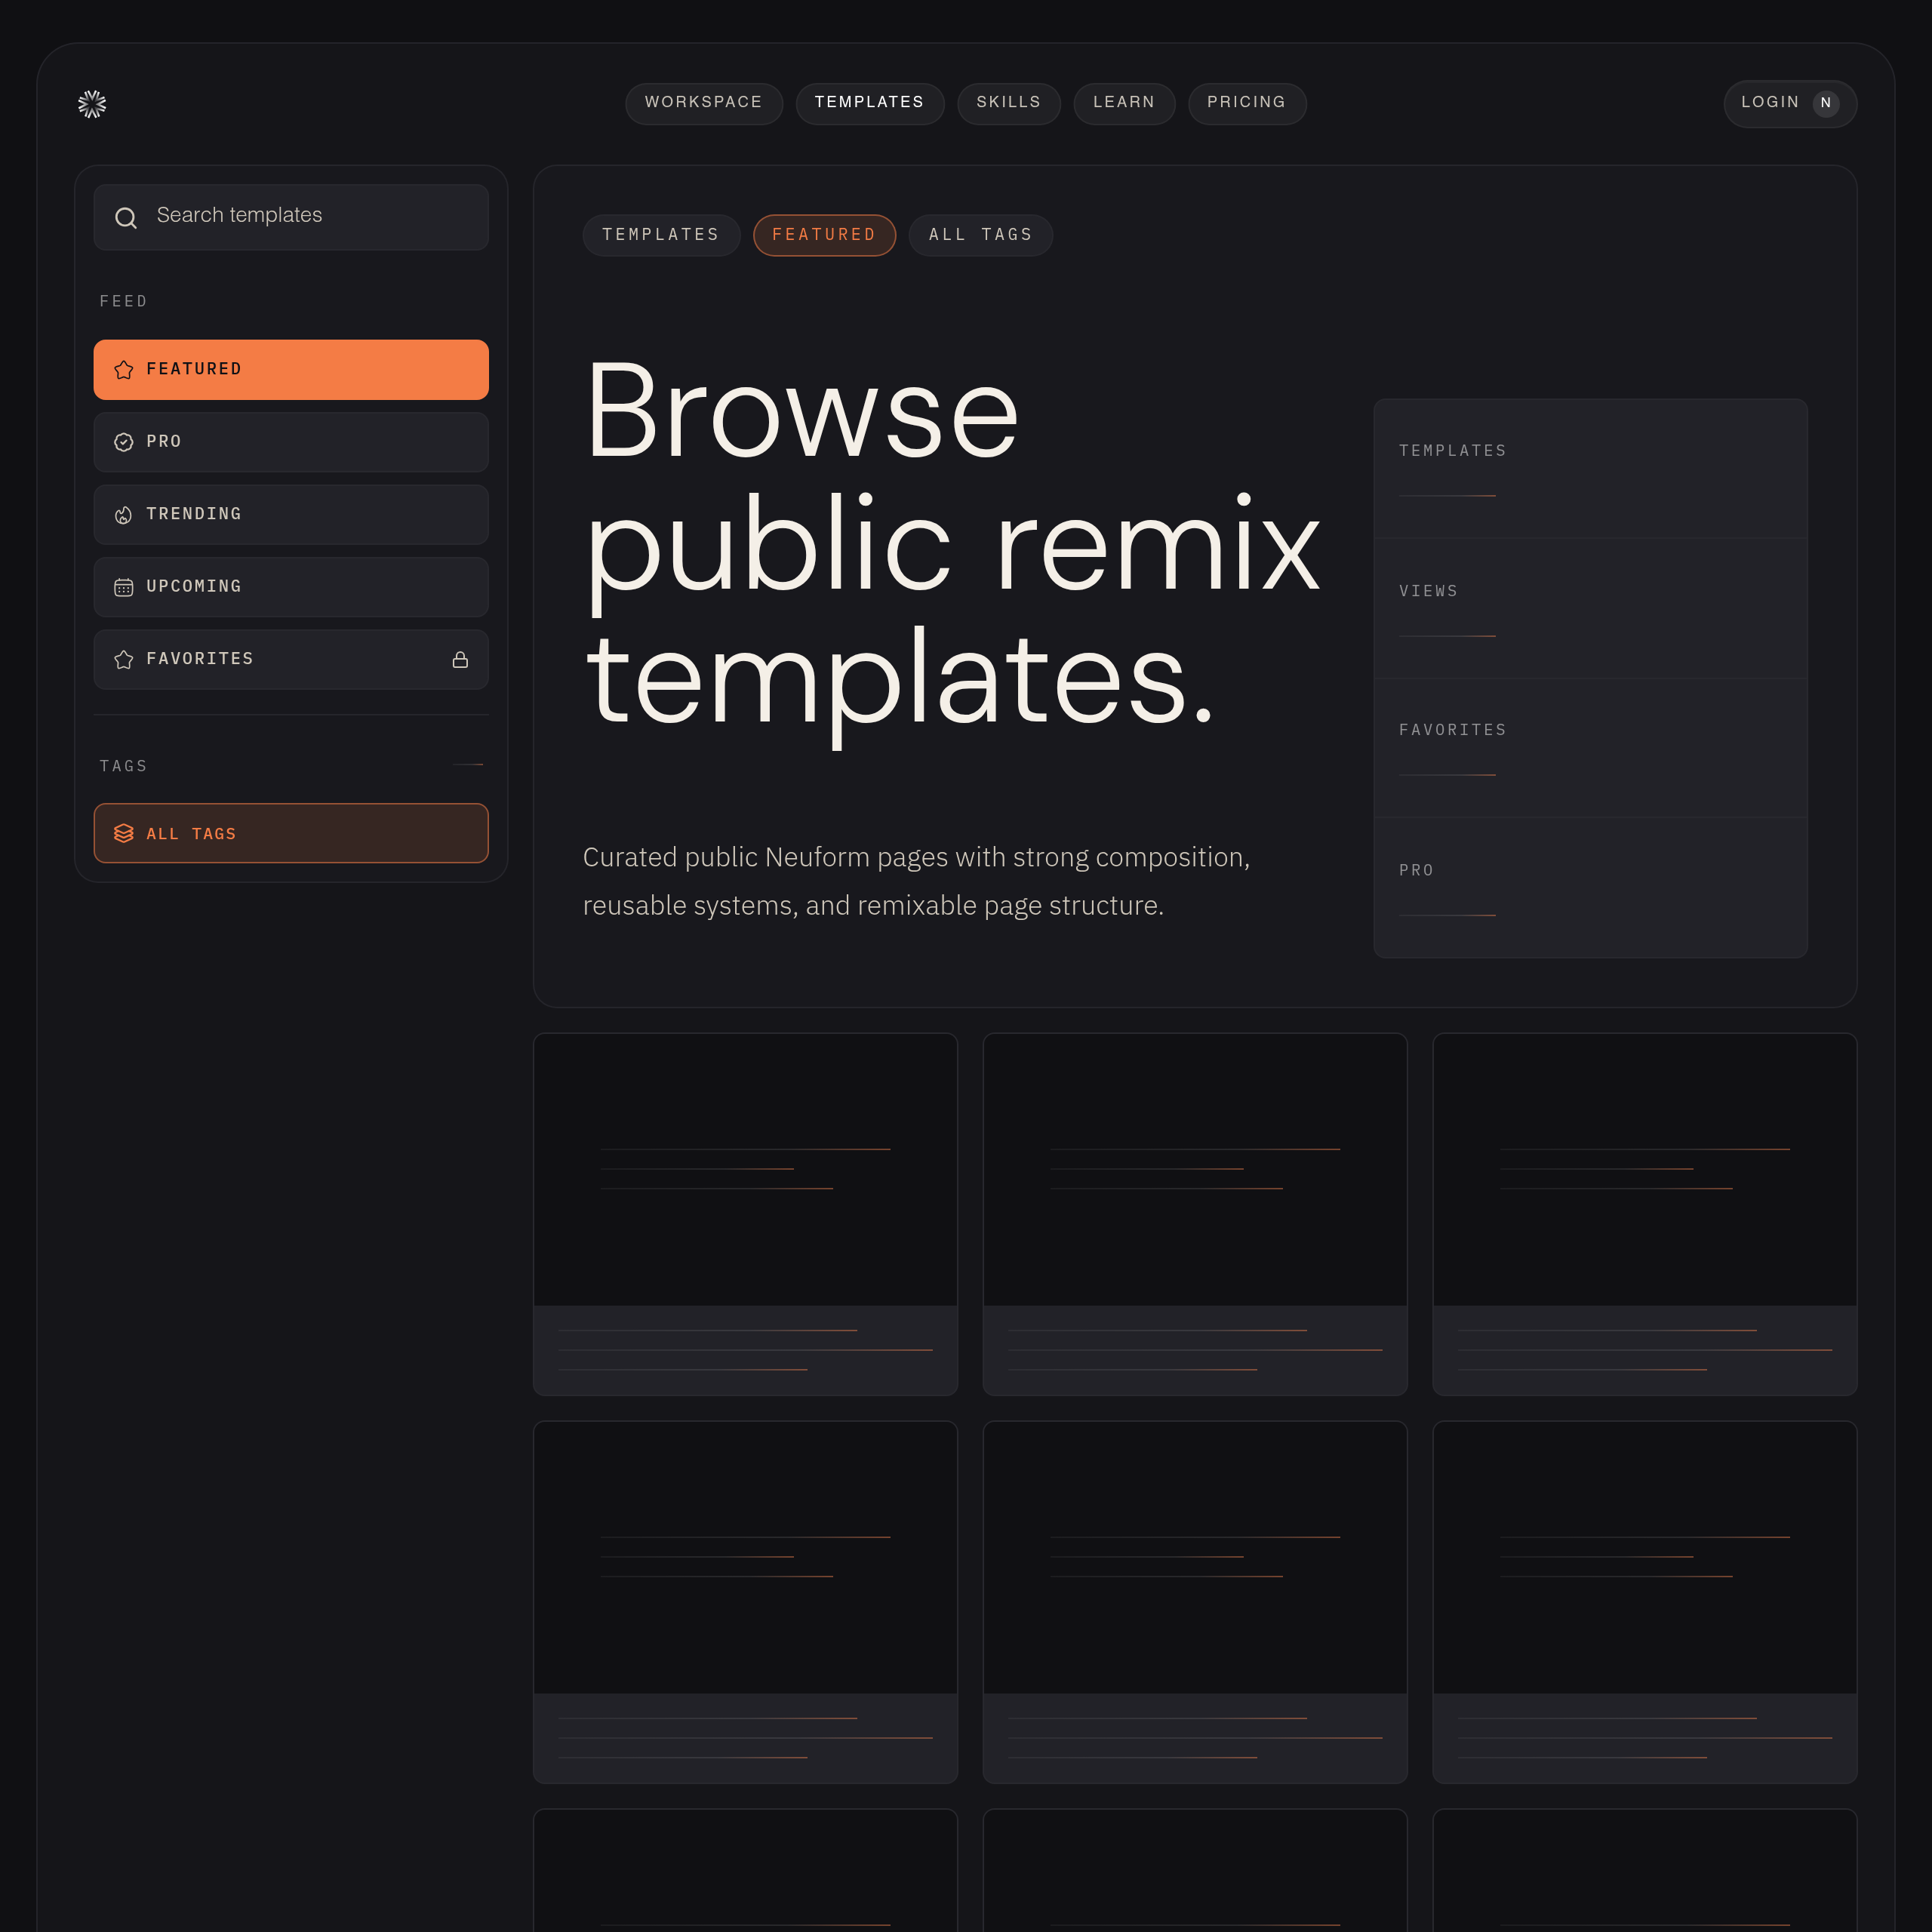 WORKSPACE
TEMPLATES
SKILLS
LEARN
PRICING
LOGIN N
Search templates
FEED
FEATURED
PRO
TRENDING
UPCOMING
FAVORITES
TAGS
ALL TAGS
TEMPLATES
FEATURED
ALL TAGS
Browse
public remix
templates.
Curated public Neuform pages with strong composition,
reusable systems, and remixable page structure.
TEMPLATES
VIEWS
FAVORITES
PRO